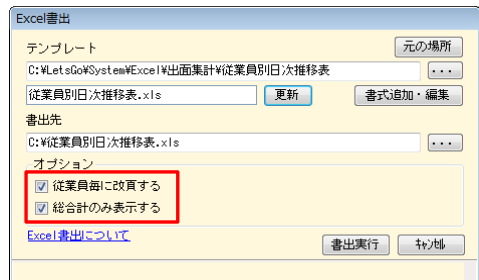 Excel書出
テンプレート
元の場所
C:¥LetsGo¥System¥Excel¥出面集計¥従業員別日次推移表
...
従業員別日次推移表.xls
更新
書式追加・編集
書出先
C:¥従業員別日次推移表.xls
...
オプション
従業員毎に改頁する
総合計のみ表示する
Excel書出について
書出実行
ｷｬﾝｾﾙ